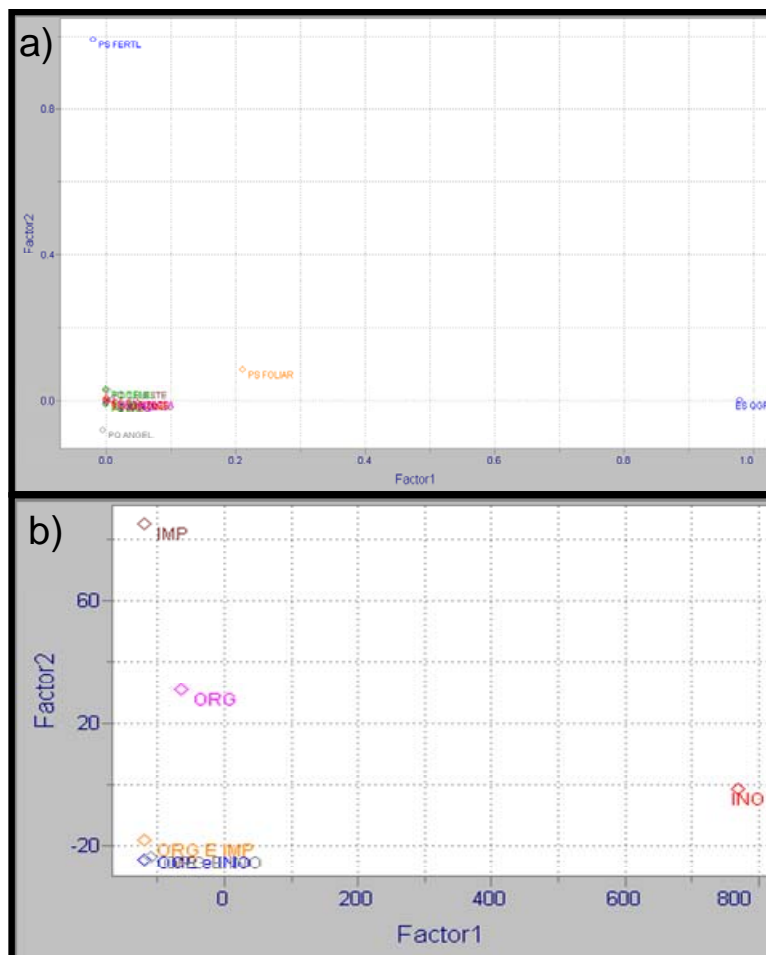 a)
PS FERTL
0.8
0.4
0.0
Factor2
PS FOLIAR
PO ANGEL
0.0
0.2
0.4
0.6
0.8
1.0
Factor1
b)
IMP
60
Factor2
ORG
20
INO
-20
ORG E IMP
0
200
400
600
800
Factor1